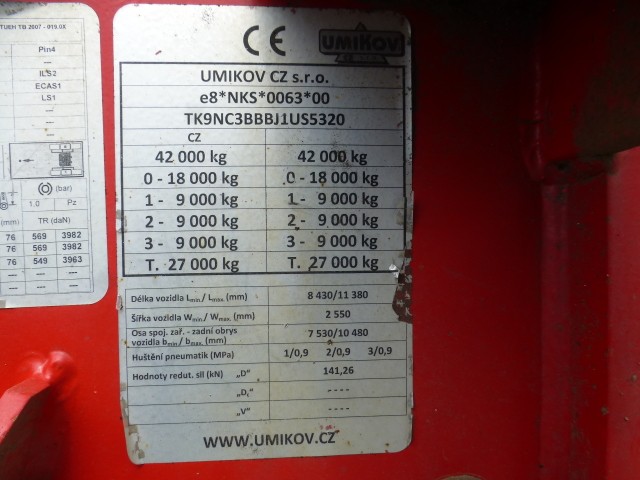 TUEH TB 2007 - 019.0X
Pin4
ILS2
ECAS1
LS1
(bar)
1.0 Pz
(mm) TR (daN)
76 569 3982
76 569 3982
76 549 3963
--- --- ---
--- --- ---
CE UMIKOV
UMIKOV CZ s.r.o.
e8*NKS*0063*00
TK9NC3BBBJ1US5320
CZ
42 000 kg 42 000 kg
0 - 18 000 kg 0 - 18 000 kg
1 - 9 000 kg 1 - 9 000 kg
2 - 9 000 kg 2 - 9 000 kg
3 - 9 000 kg 3 - 9 000 kg
T. 27 000 kg T. 27 000 kg
Délka vozidla Lmin./ Lmax. (mm) 8 430/11 380
Šířka vozidla Wmin./ Wmax. (mm) 2 550
Osa spoj. zař. - zadní obrys
vozidla bmin./ bmax. (mm) 7 530/10 480
Huštění pneumatik (MPa) 1/0,9 2/0,9 3/0,9
Hodnoty redut. sil (kN) „D" 141,26
„Dc" ----
„V" ----
WWW.UMIKOV.CZ